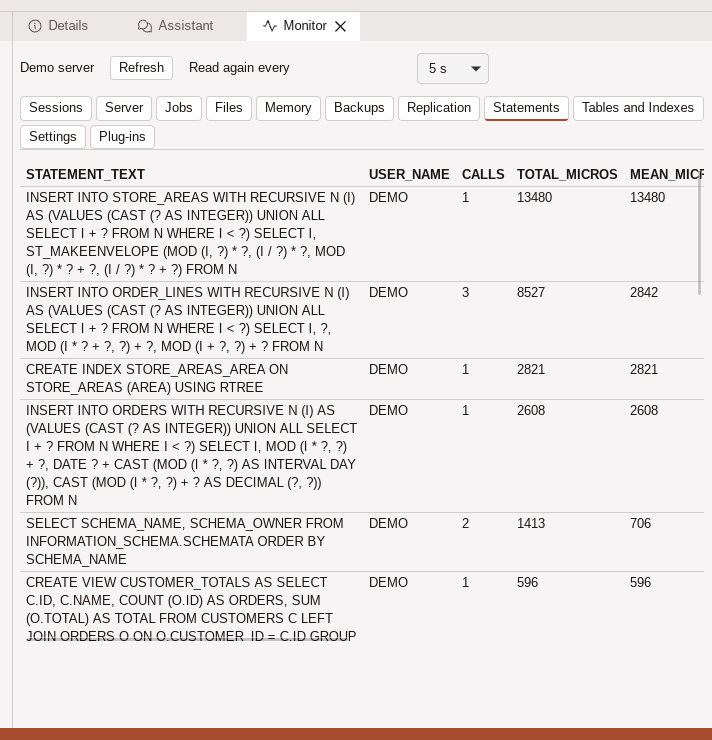 Details Assistant Monitor
Demo server Refresh Read again every 5 s
Sessions Server Jobs Files Memory Backups Replication Statements Tables and Indexes
Settings Plug-ins
STATEMENT_TEXT USER_NAME CALLS TOTAL_MICROS MEAN_MICR
INSERT INTO STORE_AREAS WITH RECURSIVE N (I) DEMO 1 13480 13480
AS (VALUES (CAST (? AS INTEGER)) UNION ALL
SELECT I + ? FROM N WHERE I < ?) SELECT I,
ST_MAKEENVELOPE (MOD (I, ?) * ?, (I / ?) * ?, MOD
(I, ?) * ? + ?, (I / ?) * ? + ?) FROM N
INSERT INTO ORDER_LINES WITH RECURSIVE N (I) DEMO 3 8527 2842
AS (VALUES (CAST (? AS INTEGER)) UNION ALL
SELECT I + ? FROM N WHERE I < ?) SELECT I, ?,
MOD (I * ? + ?, ?) + ?, MOD (I + ?, ?) + ? FROM N
CREATE INDEX STORE_AREAS_AREA ON DEMO 1 2821 2821
STORE_AREAS (AREA) USING RTREE
INSERT INTO ORDERS WITH RECURSIVE N (I) AS DEMO 1 2608 2608
(VALUES (CAST (? AS INTEGER)) UNION ALL SELECT
I + ? FROM N WHERE I < ?) SELECT I, MOD (I * ?, ?)
+ ?, DATE ? + CAST (MOD (I * ?, ?) AS INTERVAL DAY
(?)), CAST (MOD (I * ?, ?) + ? AS DECIMAL (?, ?))
FROM N
SELECT SCHEMA_NAME, SCHEMA_OWNER FROM DEMO 2 1413 706
INFORMATION_SCHEMA.SCHEMATA ORDER BY
SCHEMA_NAME
CREATE VIEW CUSTOMER_TOTALS AS SELECT DEMO 1 596 596
C.ID, C.NAME, COUNT (O.ID) AS ORDERS, SUM
(O.TOTAL) AS TOTAL FROM CUSTOMERS C LEFT
JOIN ORDERS O ON O.CUSTOMER_ID = C.ID GROUP